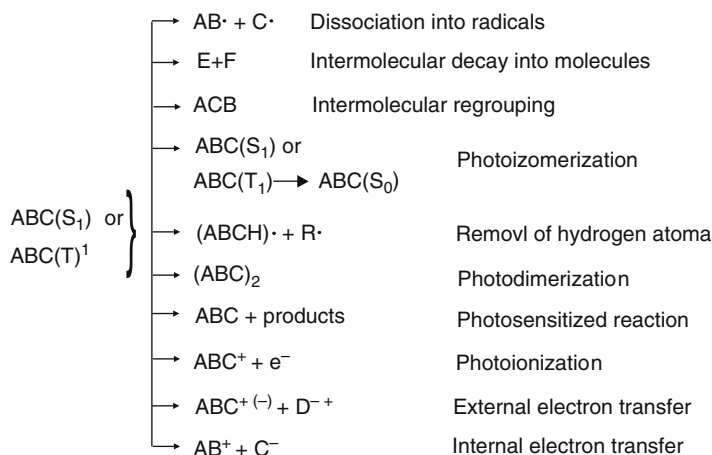 AB· + C· Dissociation into radicals
E+F Intermolecular decay into molecules
ACB Intermolecular regrouping
ABC(S₁) or
Photoizomerization
ABC(T₁) → ABC(S₀)
ABC(S₁) or
ABC(T)¹
(ABCH)· + R· Removl of hydrogen atoma
(ABC)₂ Photodimerization
ABC + products Photosensitized reaction
ABC⁺ + e⁻ Photoionization
ABC⁺ ⁽⁻⁾ + D⁻ ⁺ External electron transfer
AB⁺ + C⁻ Internal electron transfer